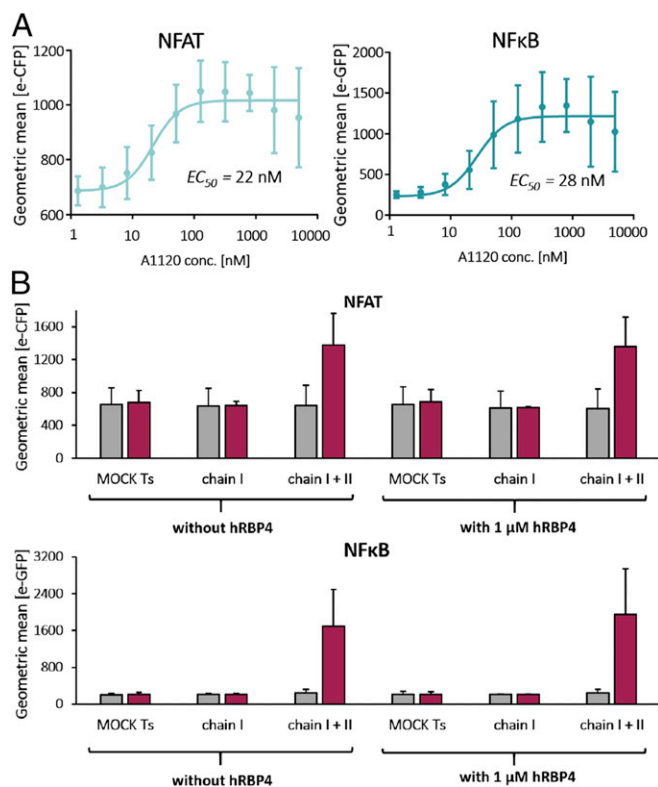 A
NFAT
Geometric mean [e-CFP]
1200
1000
800
600
EC50 = 22 nM
1
10
100
1000
10000
A1120 conc. [nM]
NFκB
Geometric mean [e-GFP]
2000
1500
1000
500
0
EC50 = 28 nM
1
10
100
1000
10000
A1120 conc. [nM]
B
NFAT
Geometric mean [e-CFP]
1600
1200
800
400
0
MOCK Ts
chain I
chain I + II
MOCK Ts
chain I
chain I + II
without hRBP4
with 1 µM hRBP4
NFκB
Geometric mean [e-GFP]
3200
2400
1600
800
0
MOCK Ts
chain I
chain I + II
MOCK Ts
chain I
chain I + II
without hRBP4
with 1 µM hRBP4